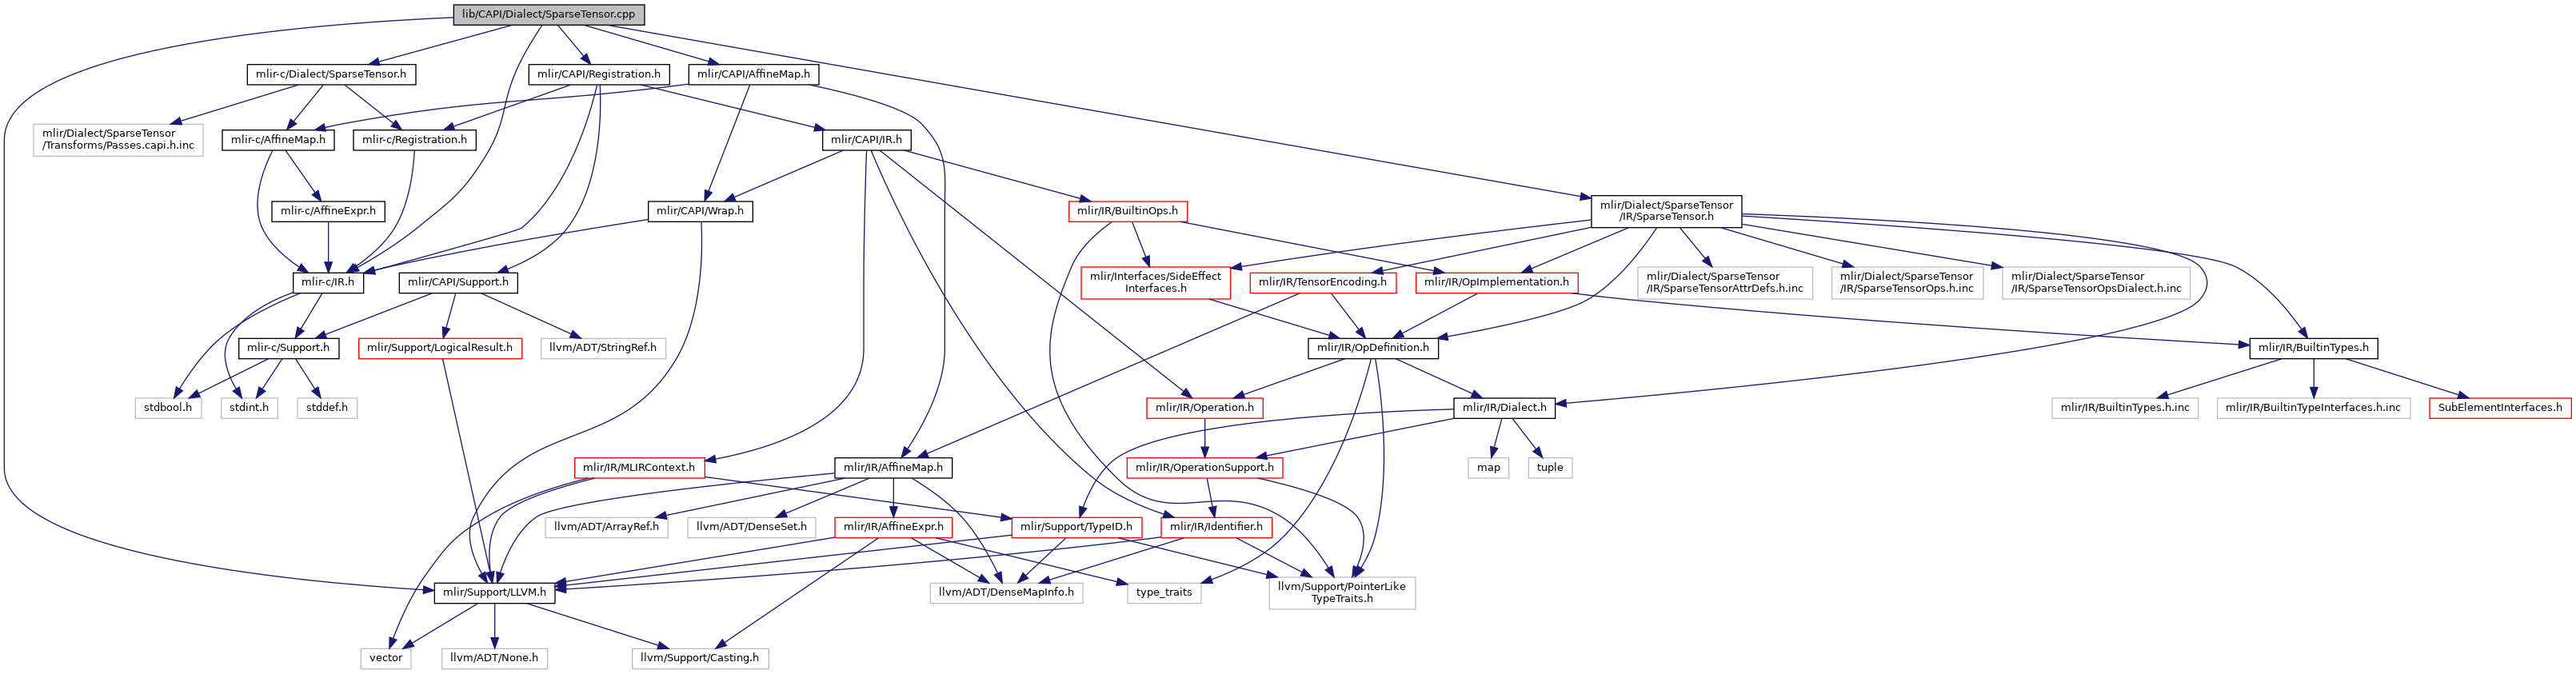 lib/CAPI/Dialect/SparseTensor.cpp
mlir-c/Dialect/SparseTensor.h
mlir/CAPI/Registration.h
mlir/CAPI/AffineMap.h
mlir/Dialect/SparseTensor
/Transforms/Passes.capi.h.inc
mlir-c/AffineMap.h
mlir-c/Registration.h
mlir/CAPI/IR.h
mlir-c/AffineExpr.h
mlir/CAPI/Wrap.h
mlir/IR/BuiltinOps.h
mlir/Dialect/SparseTensor
/IR/SparseTensor.h
mlir-c/IR.h
mlir/CAPI/Support.h
mlir/Interfaces/SideEffect
Interfaces.h
mlir/IR/TensorEncoding.h
mlir/IR/OpImplementation.h
mlir/Dialect/SparseTensor
/IR/SparseTensorAttrDefs.h.inc
mlir/Dialect/SparseTensor
/IR/SparseTensorOps.h.inc
mlir/Dialect/SparseTensor
/IR/SparseTensorOpsDialect.h.inc
mlir-c/Support.h
mlir/Support/LogicalResult.h
llvm/ADT/StringRef.h
mlir/IR/OpDefinition.h
mlir/IR/BuiltinTypes.h
stdbool.h
stdint.h
stddef.h
mlir/IR/Operation.h
mlir/IR/Dialect.h
mlir/IR/BuiltinTypes.h.inc
mlir/IR/BuiltinTypeInterfaces.h.inc
SubElementInterfaces.h
mlir/IR/MLIRContext.h
mlir/IR/AffineMap.h
mlir/IR/OperationSupport.h
map
tuple
llvm/ADT/ArrayRef.h
llvm/ADT/DenseSet.h
mlir/IR/AffineExpr.h
mlir/Support/TypeID.h
mlir/IR/Identifier.h
mlir/Support/LLVM.h
llvm/ADT/DenseMapInfo.h
type_traits
llvm/Support/PointerLike
TypeTraits.h
vector
llvm/ADT/None.h
llvm/Support/Casting.h